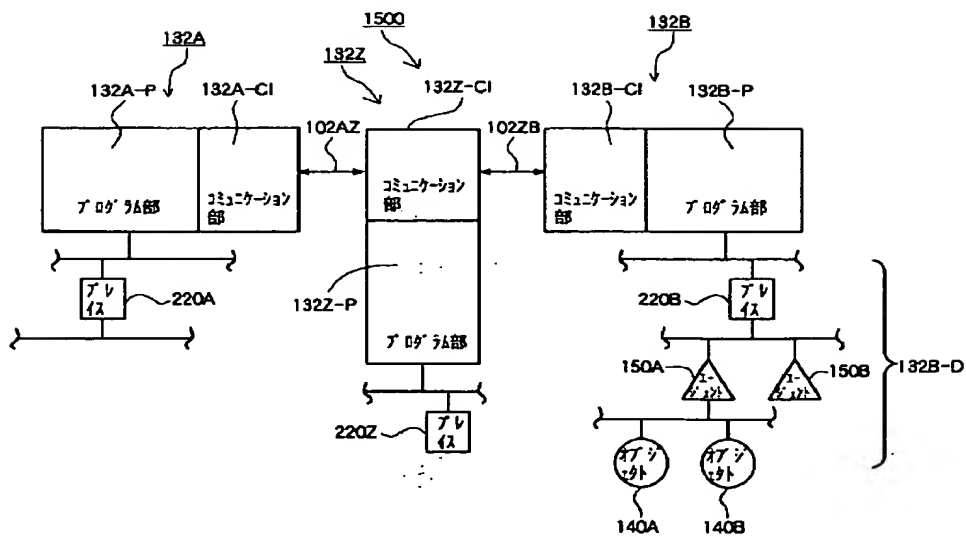 1500
132A
132Z
132B
132A-P
132A-CI
132Z-CI
132B-CI
132B-P
102AZ
102ZB
プログラム部
コミュニケーション
部
コミュニケーション
部
コミュニケーション
部
プログラム部
132Z-P
プログラム部
プレ
イス
220A
220B
プレ
イス
150A
エー
ジェント
エー
ジェント
150B
132B-D
220Z
プレ
イス
オブジ
ェクト
オブジ
ェクト
140A
140B